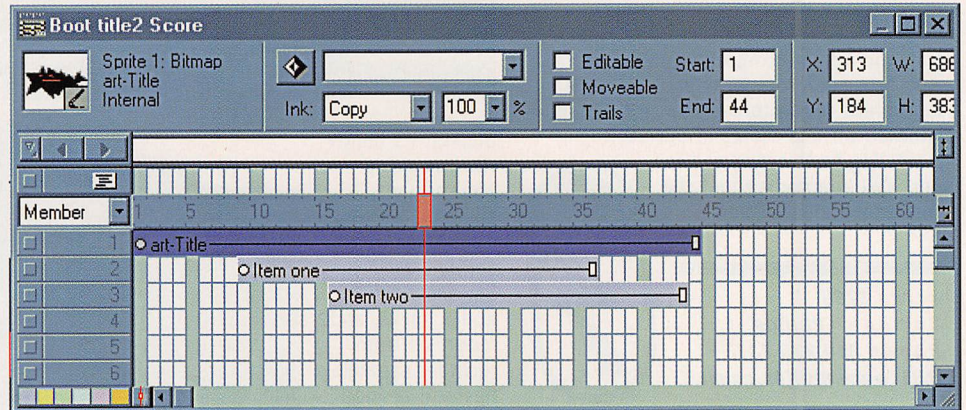 Boot title2 Score
Sprite 1: Bitmap
art-Title
Internal
Ink: Copy 100 %
Editable
Moveable
Trails
Start: 1
End: 44
X: 313 W: 686
Y: 184 H: 383
Member 1 5 10 15 20 25 30 35 40 45 50 55 60
1 art-Title
2 Item one
3 Item two
4
5
6